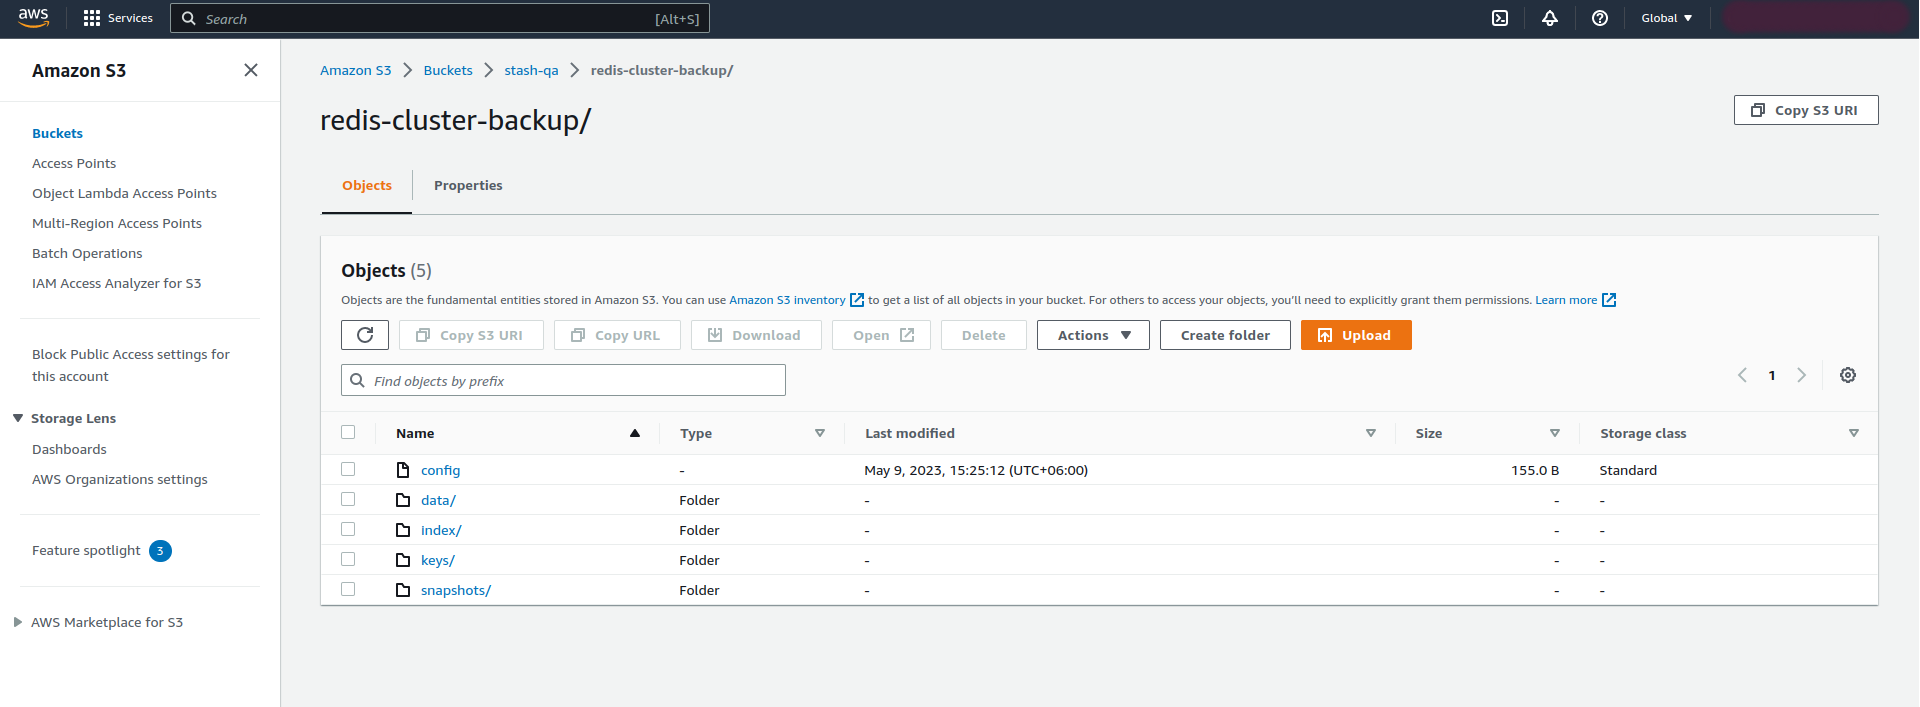 aws Services Search [Alt+S] Global
Amazon S3
Buckets
Access Points
Object Lambda Access Points
Multi-Region Access Points
Batch Operations
IAM Access Analyzer for S3
Block Public Access settings for
this account
Storage Lens
Dashboards
AWS Organizations settings
Feature spotlight 3
AWS Marketplace for S3
Amazon S3 Buckets stash-qa redis-cluster-backup/
redis-cluster-backup/
Copy S3 URI
Objects Properties
Objects (5)
Objects are the fundamental entities stored in Amazon S3. You can use Amazon S3 inventory to get a list of all objects in your bucket. For others to access your objects, you'll need to explicitly grant them permissions. Learn more
Copy S3 URI Copy URL Download Open Delete Actions Create folder Upload
Find objects by prefix
1
Name Type Last modified Size Storage class
config - May 9, 2023, 15:25:12 (UTC+06:00) 155.0 B Standard
data/ Folder - - -
index/ Folder - - -
keys/ Folder - - -
snapshots/ Folder - - -